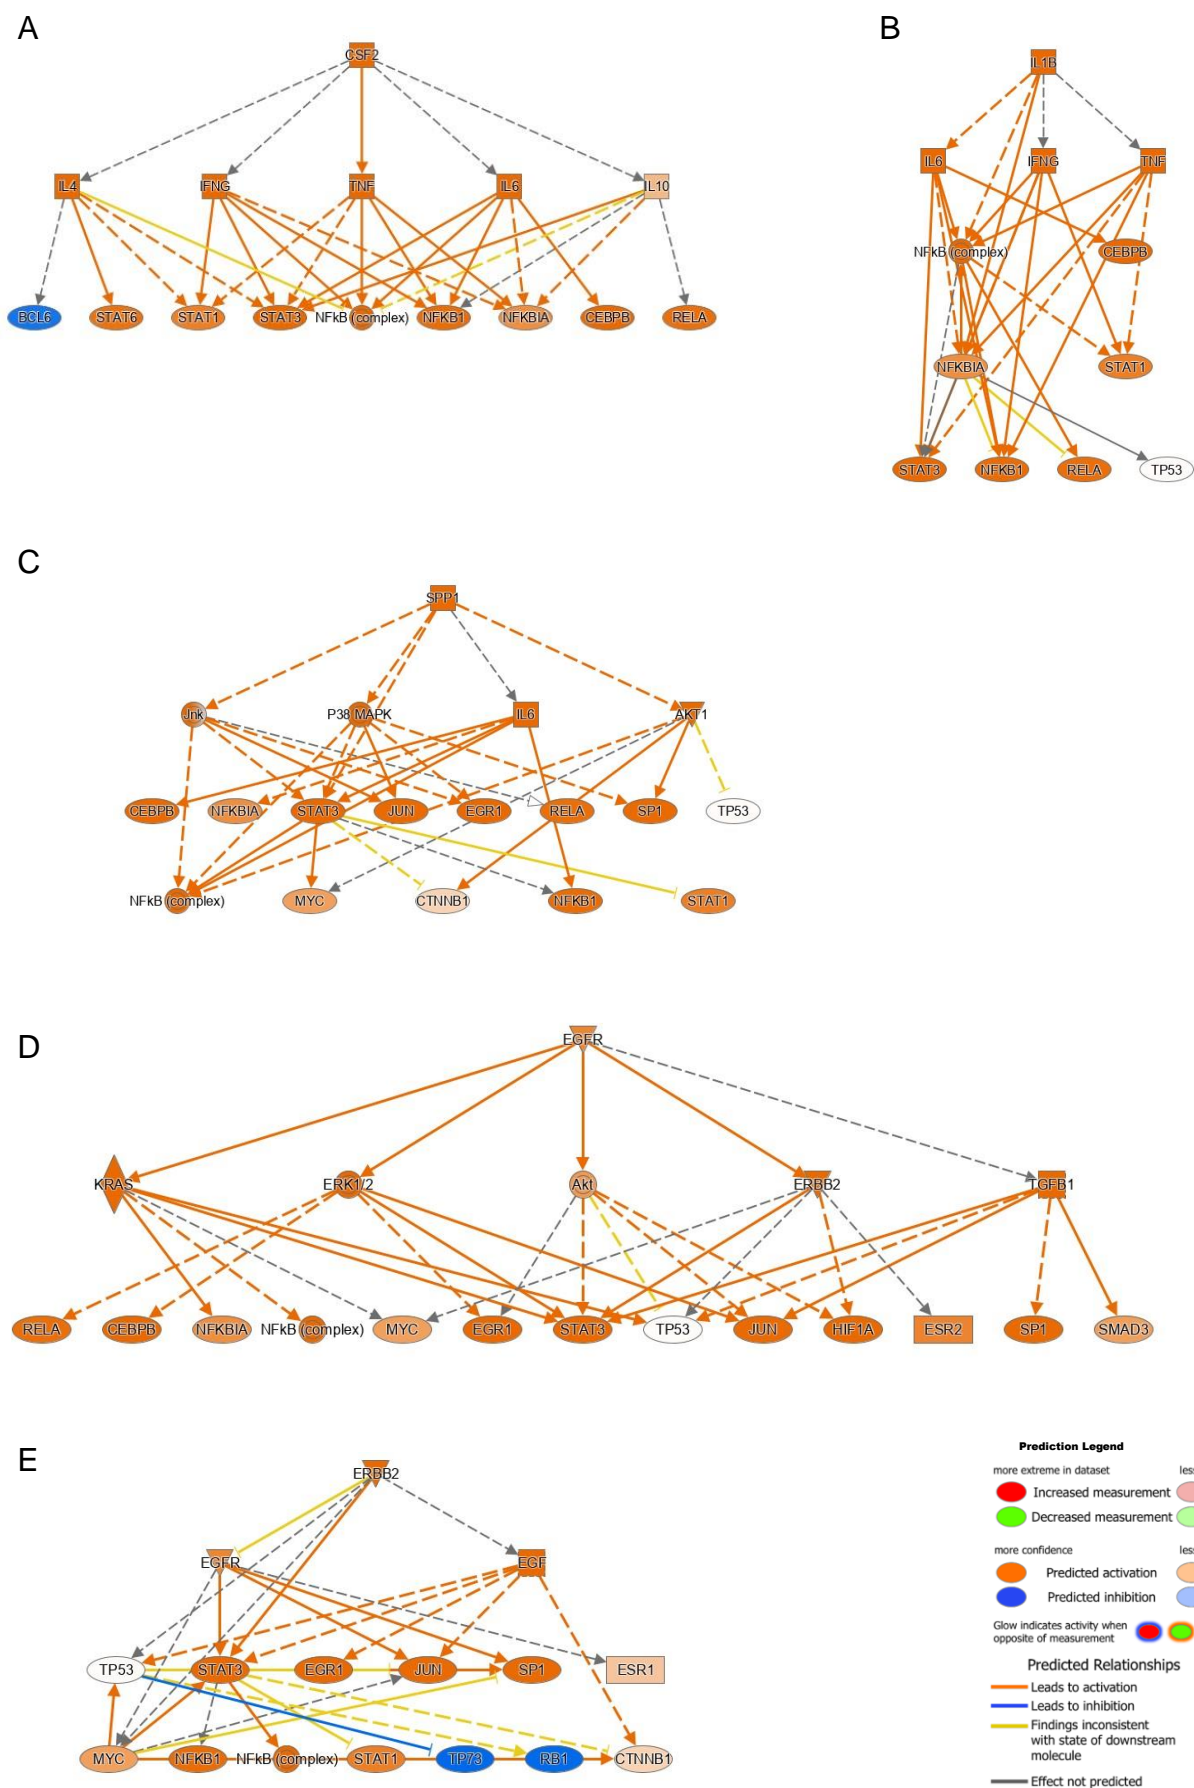 A
B
CSF2
IL1B
IL4 IFNG TNF IL6 IL10
IL6 IFNG TNF
NFkB (complex) CEBPB
BCL6 STAT6 STAT1 STAT3 NFkB (complex) NFKB1 NFKBIA CEBPB RELA
NFKBIA STAT1
STAT3 NFKB1 RELA TP53
C
SPP1
Jnk P38 MAPK IL6 AKT1
CEBPB NFKBIA STAT3 JUN EGR1 RELA SP1 TP53
NFkB (complex) MYC CTNNB1 NFKB1 STAT1
D
EGFR
KRAS ERK1/2 Akt ERBB2 TGFB1
RELA CEBPB NFKBIA NFkB (complex) MYC EGR1 STAT3 TP53 JUN HIF1A ESR2 SP1 SMAD3
E
ERBB2
EGFR EGF
TP53 STAT3 EGR1 JUN SP1 ESR1
MYC NFKB1 NFkB (complex) STAT1 TP73 RB1 CTNNB1
Prediction Legend
more extreme in dataset
Increased measurement
Decreased measurement
more confidence
Predicted activation
Predicted inhibition
Glow indicates activity when
opposite of measurement
Predicted Relationships
Leads to activation
Leads to inhibition
Findings inconsistent
with state of downstream
molecule
Effect not predicted